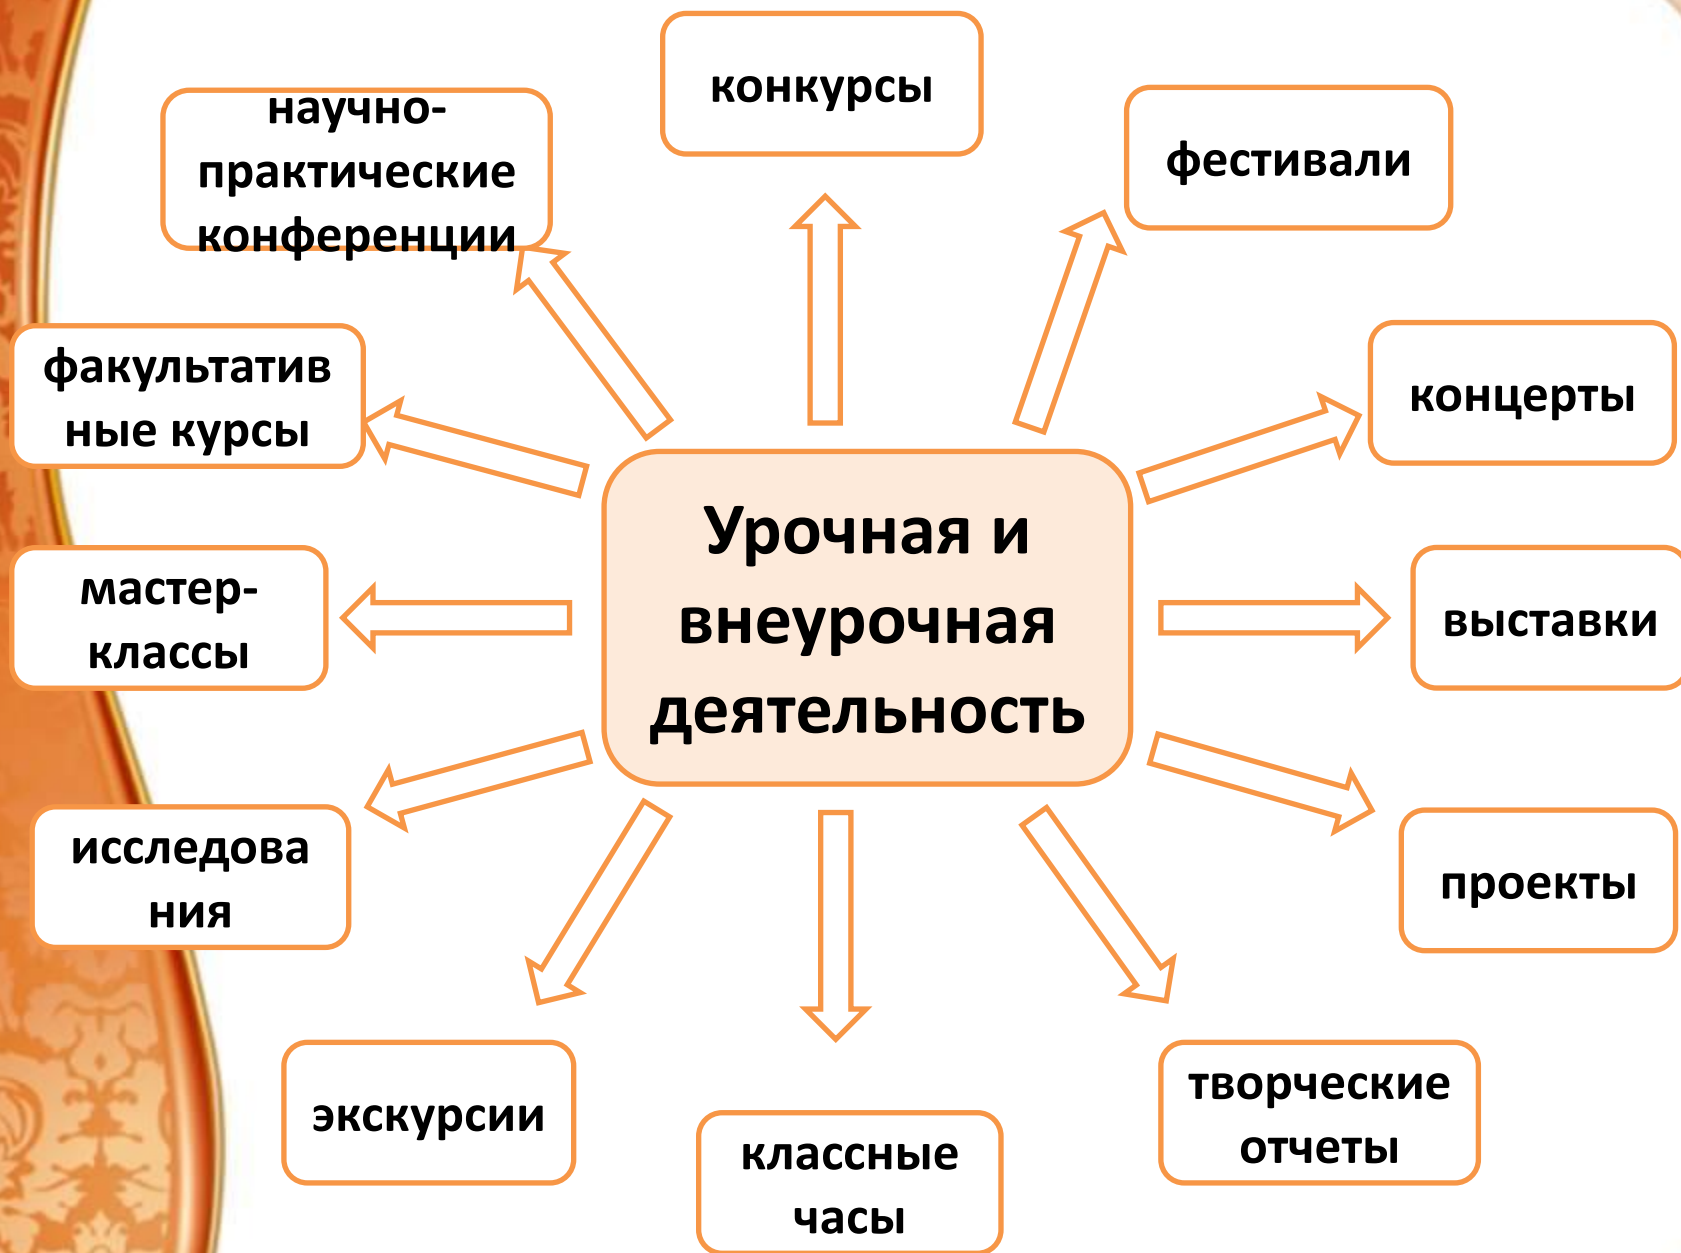 конкурсы
научно-
практические
конференции
фестивали
факультатив
ные курсы
концерты
Урочная и
внеурочная
деятельность
мастер-
классы
выставки
исследова
ния
проекты
экскурсии
классные
часы
творческие
отчеты